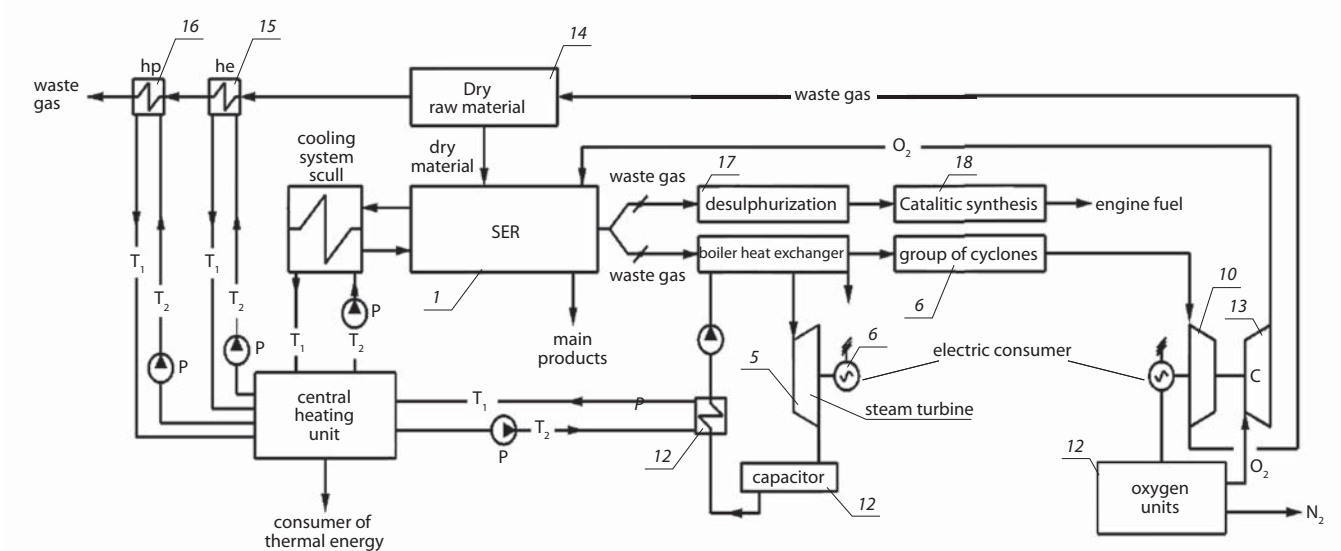 16
15
14
hp
he
waste
gas
Dry
raw material
waste gas
cooling
system
scull
dry
material
O₂
waste gas
17
18
desulphurization
Catalitic synthesis
engine fuel
SER
boiler heat exchanger
group of cyclones
waste gas
T₁
T₁
T₂
T₂
1
6
10
13
P
main
products
T₁
T₂
6
electric consumer
P
P
5
C
central
heating
unit
T₁
P
steam turbine
T₂
P
12
12
O₂
capacitor
12
oxygen
units
N₂
consumer of
thermal energy